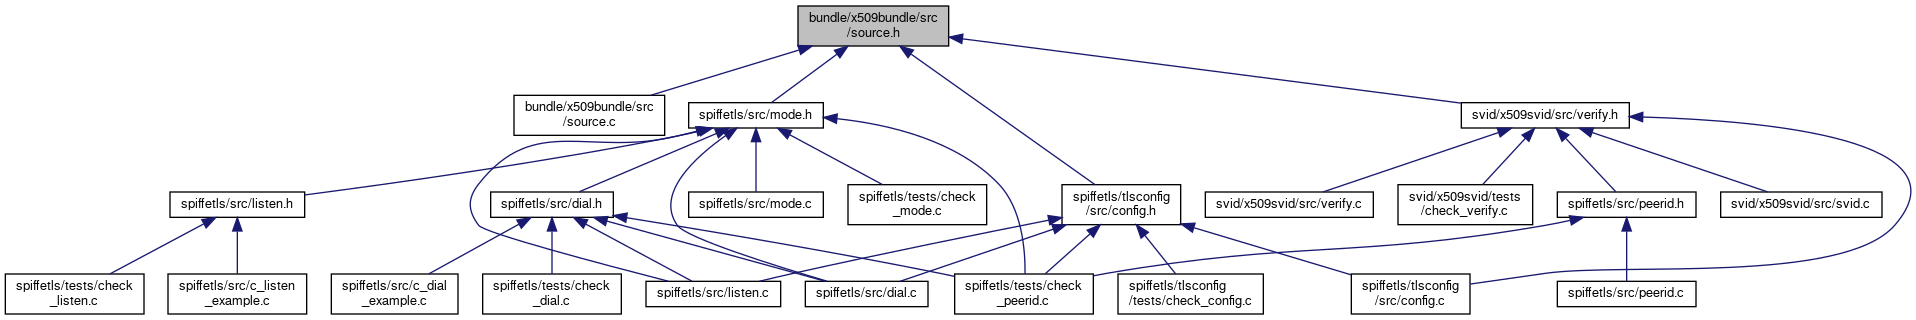 bundle/x509bundle/src
/source.h
bundle/x509bundle/src
/source.c
spiffetls/src/mode.h
svid/x509svid/src/verify.h
spiffetls/src/listen.h
spiffetls/src/dial.h
spiffetls/src/mode.c
spiffetls/tests/check
_mode.c
spiffetls/tlsconfig
/src/config.h
svid/x509svid/src/verify.c
svid/x509svid/tests
/check_verify.c
spiffetls/src/peerid.h
svid/x509svid/src/svid.c
spiffetls/tests/check
_listen.c
spiffetls/src/c_listen
_example.c
spiffetls/src/c_dial
_example.c
spiffetls/tests/check
_dial.c
spiffetls/src/listen.c
spiffetls/src/dial.c
spiffetls/tests/check
_peerid.c
spiffetls/tlsconfig
/tests/check_config.c
spiffetls/tlsconfig
/src/config.c
spiffetls/src/peerid.c